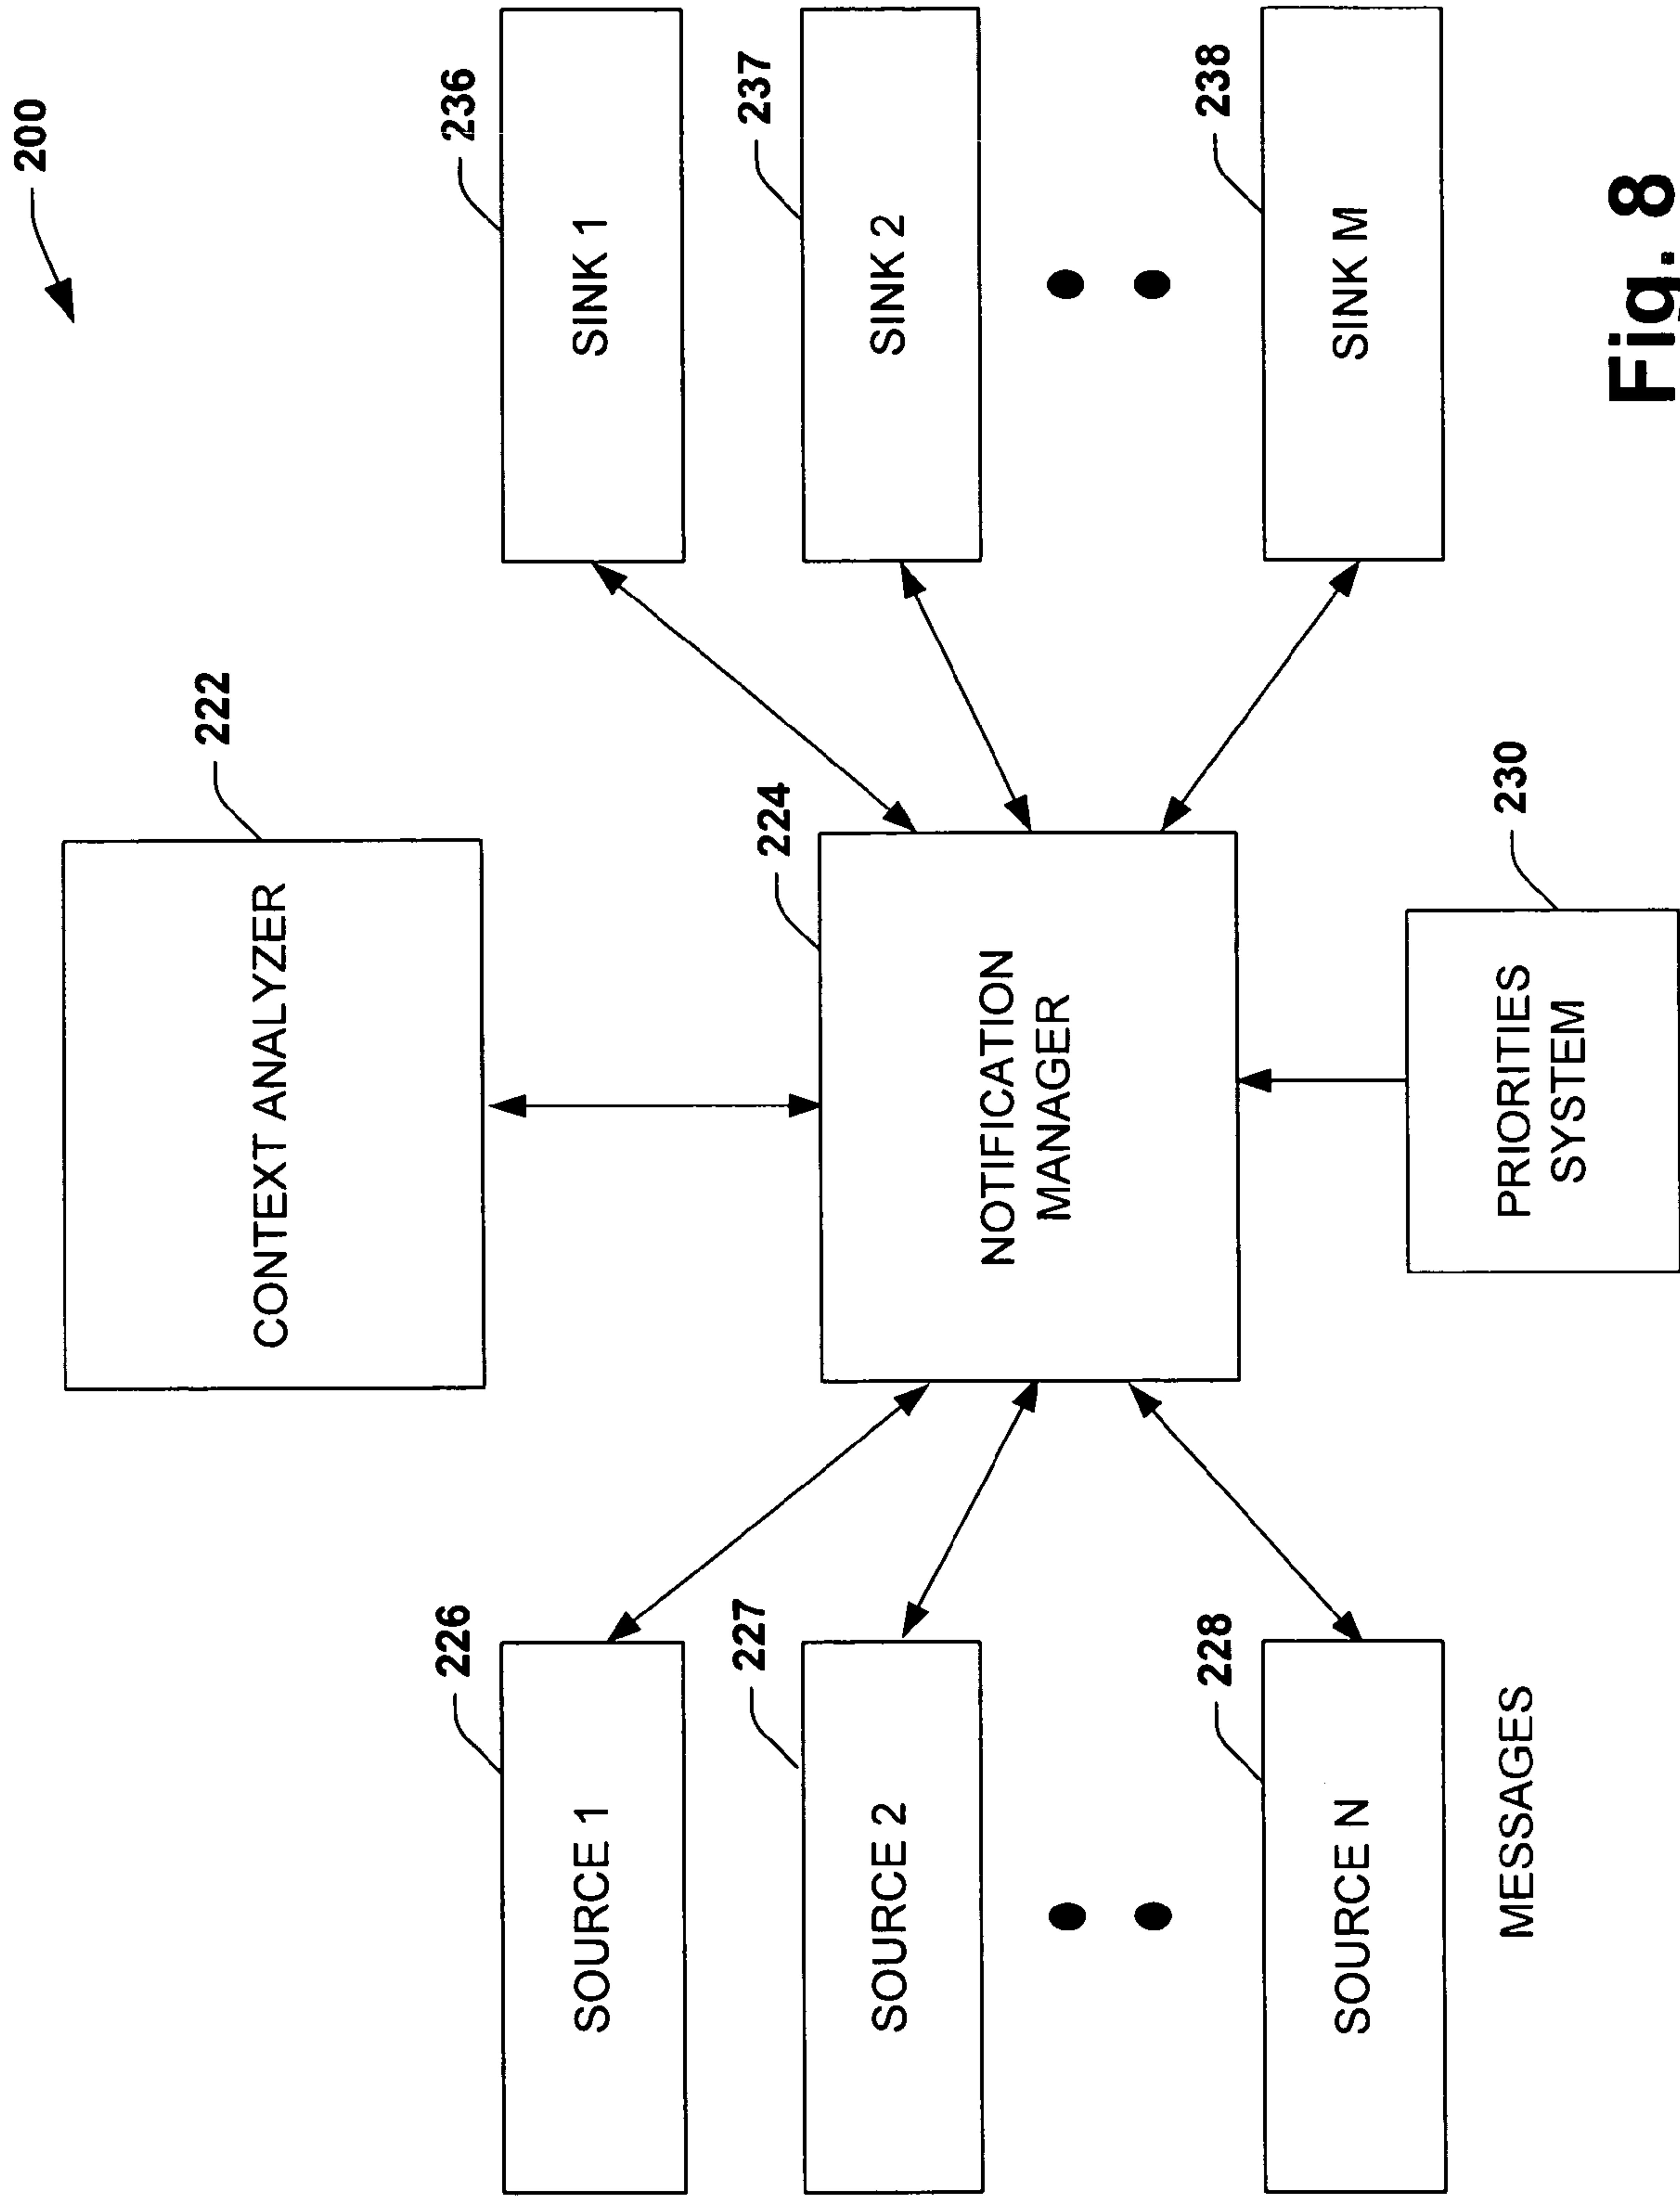 200
222
CONTEXT ANALYZER
226
SOURCE 1
227
SOURCE 2
228
SOURCE N
MESSAGES
224
NOTIFICATION
MANAGER
230
PRIORITIES
SYSTEM
236
SINK 1
237
SINK 2
238
SINK M
Fig. 8